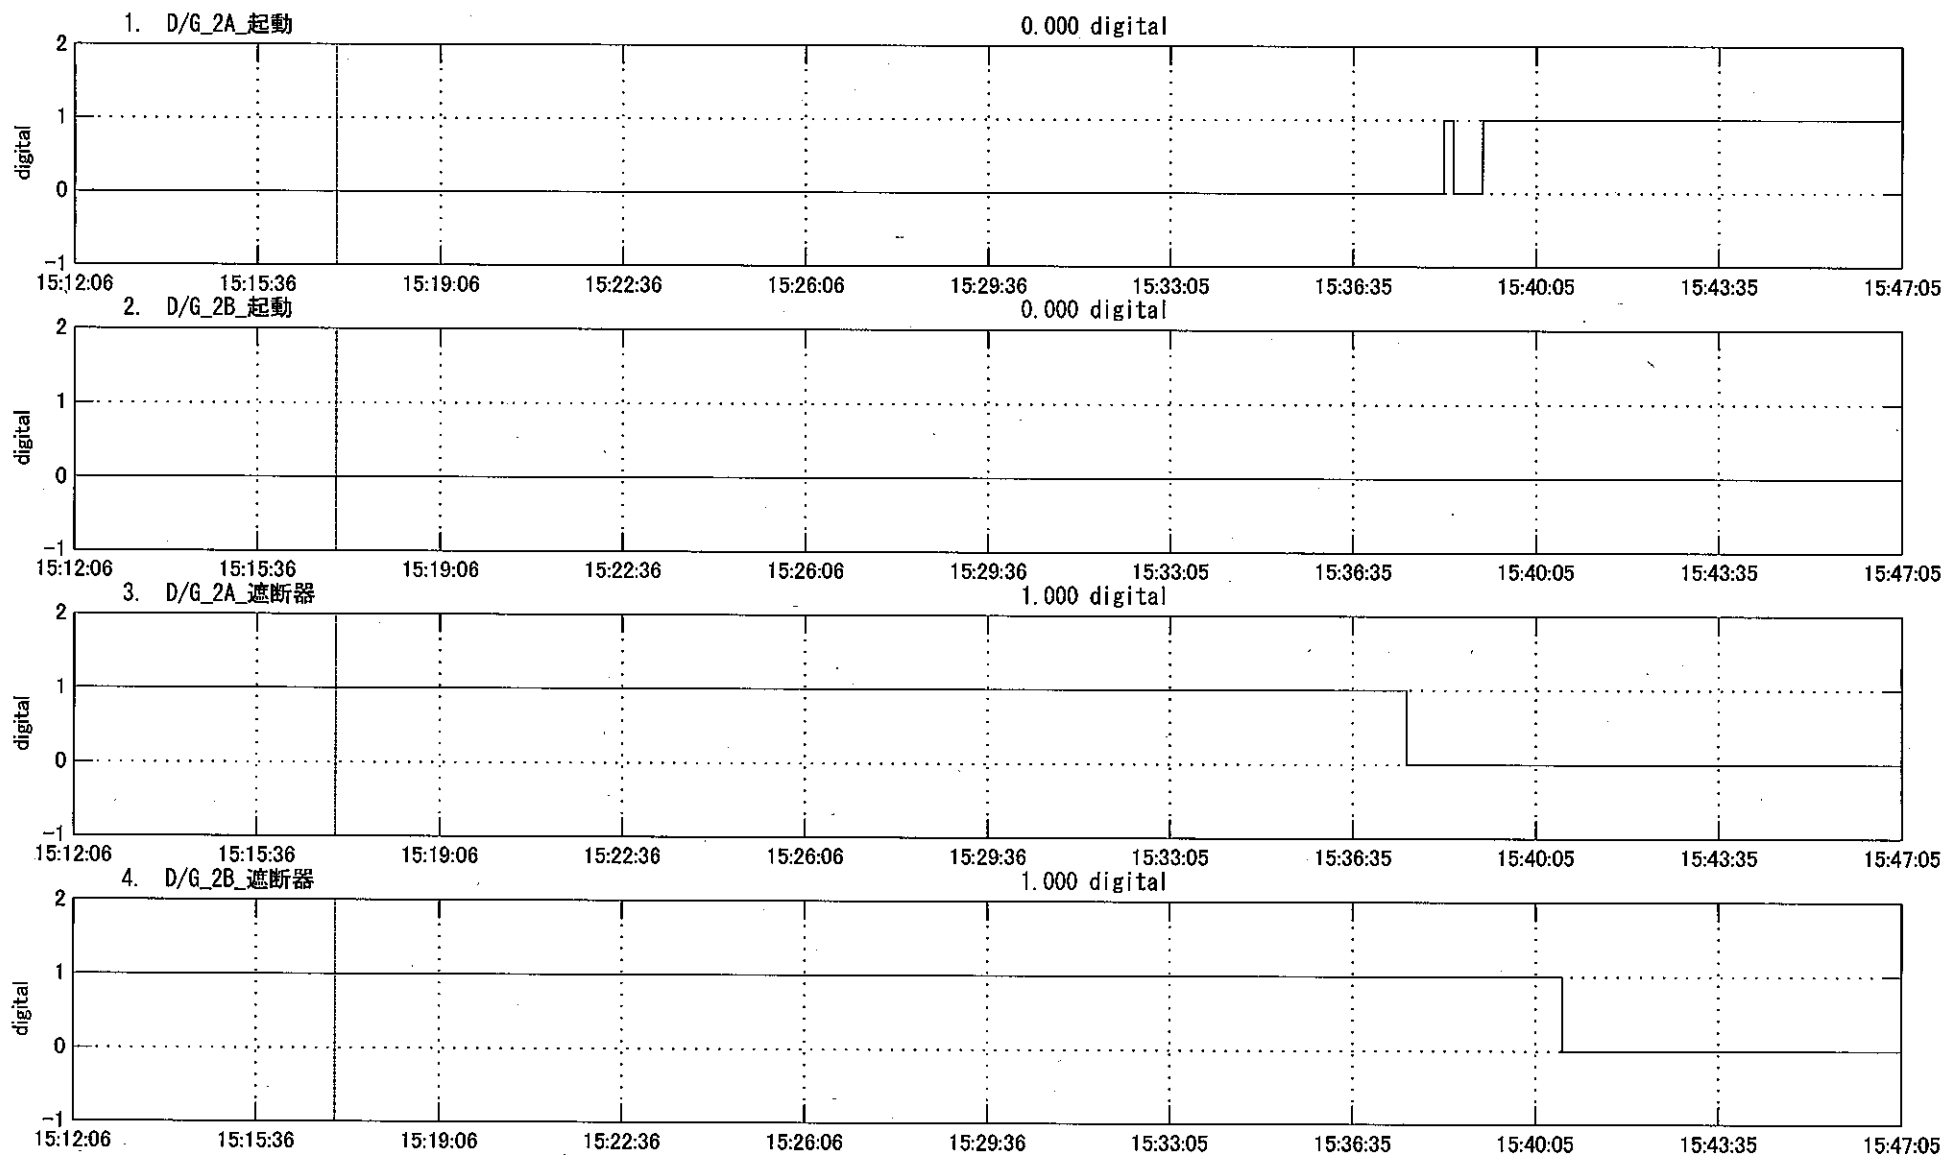 1. D/G_2A_起動 0.000 digital
2
1
digital
0
-1
15:12:06 15:15:36 15:19:06 15:22:36 15:26:06 15:29:36 15:33:05 15:36:35 15:40:05 15:43:35 15:47:05
2. D/G_2B_起動 0.000 digital
2
1
digital
0
-1
15:12:06 15:15:36 15:19:06 15:22:36 15:26:06 15:29:36 15:33:05 15:36:35 15:40:05 15:43:35 15:47:05
3. D/G_2A_遮断器 1.000 digital
2
1
digital
0
-1
15:12:06 15:15:36 15:19:06 15:22:36 15:26:06 15:29:36 15:33:05 15:36:35 15:40:05 15:43:35 15:47:05
4. D/G_2B_遮断器 1.000 digital
2
1
digital
0
-1
15:12:06 15:15:36 15:19:06 15:22:36 15:26:06 15:29:36 15:33:05 15:36:35 15:40:05 15:43:35 15:47:05